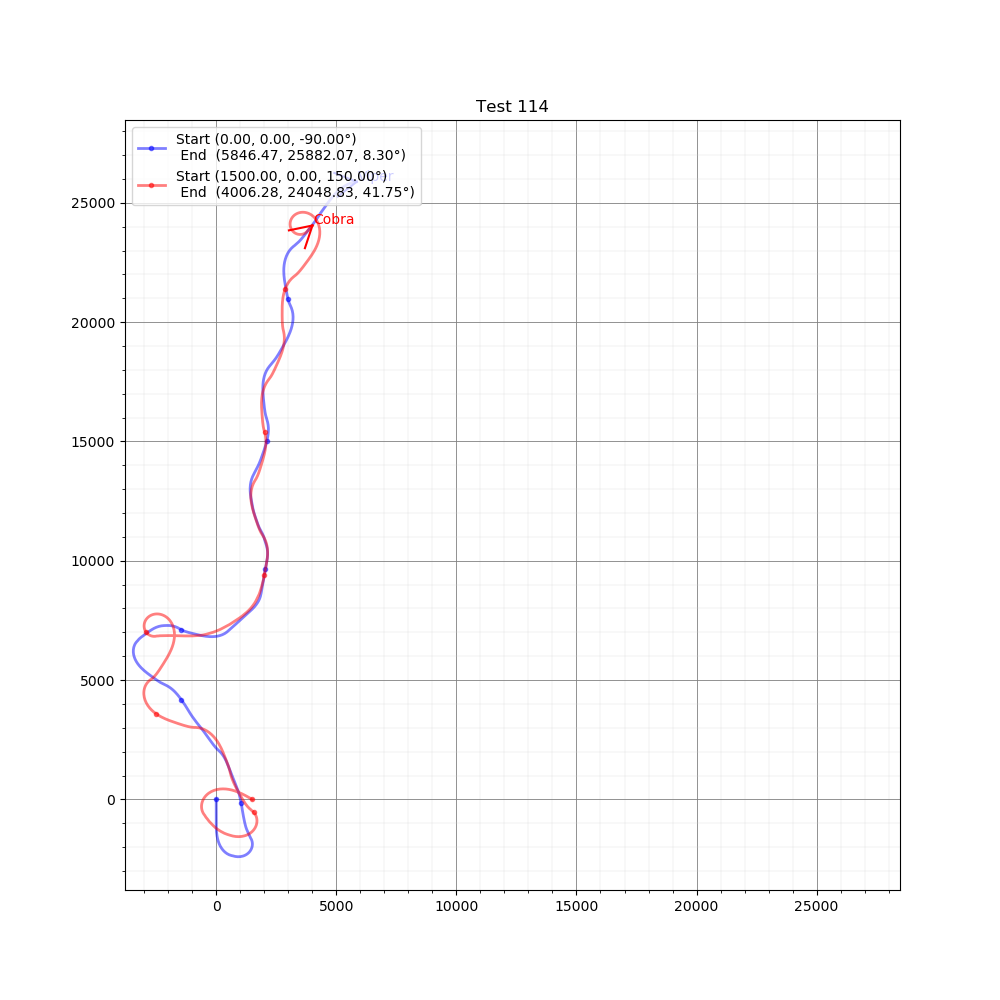 Test 114
Start (0.00, 0.00, -90.00°)
End (5846.47, 25882.07, 8.30°)
Start (1500.00, 0.00, 150.00°)
End (4006.28, 24048.83, 41.75°)
Cobra
25000
20000
15000
10000
5000
0
0 5000 10000 15000 20000 25000